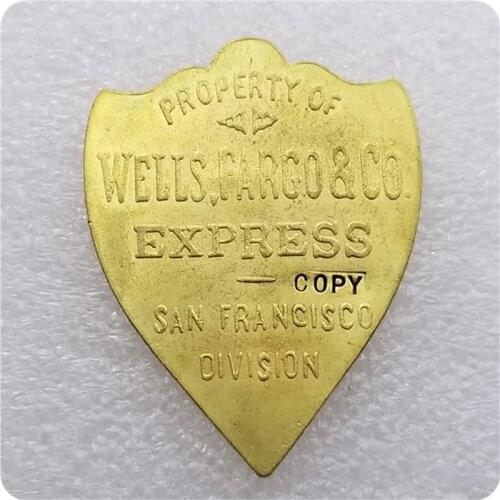 PROPERTY OF
WELLS, FARGO & CO.
EXPRESS
—
COPY
SAN FRANCISCO
DIVISION